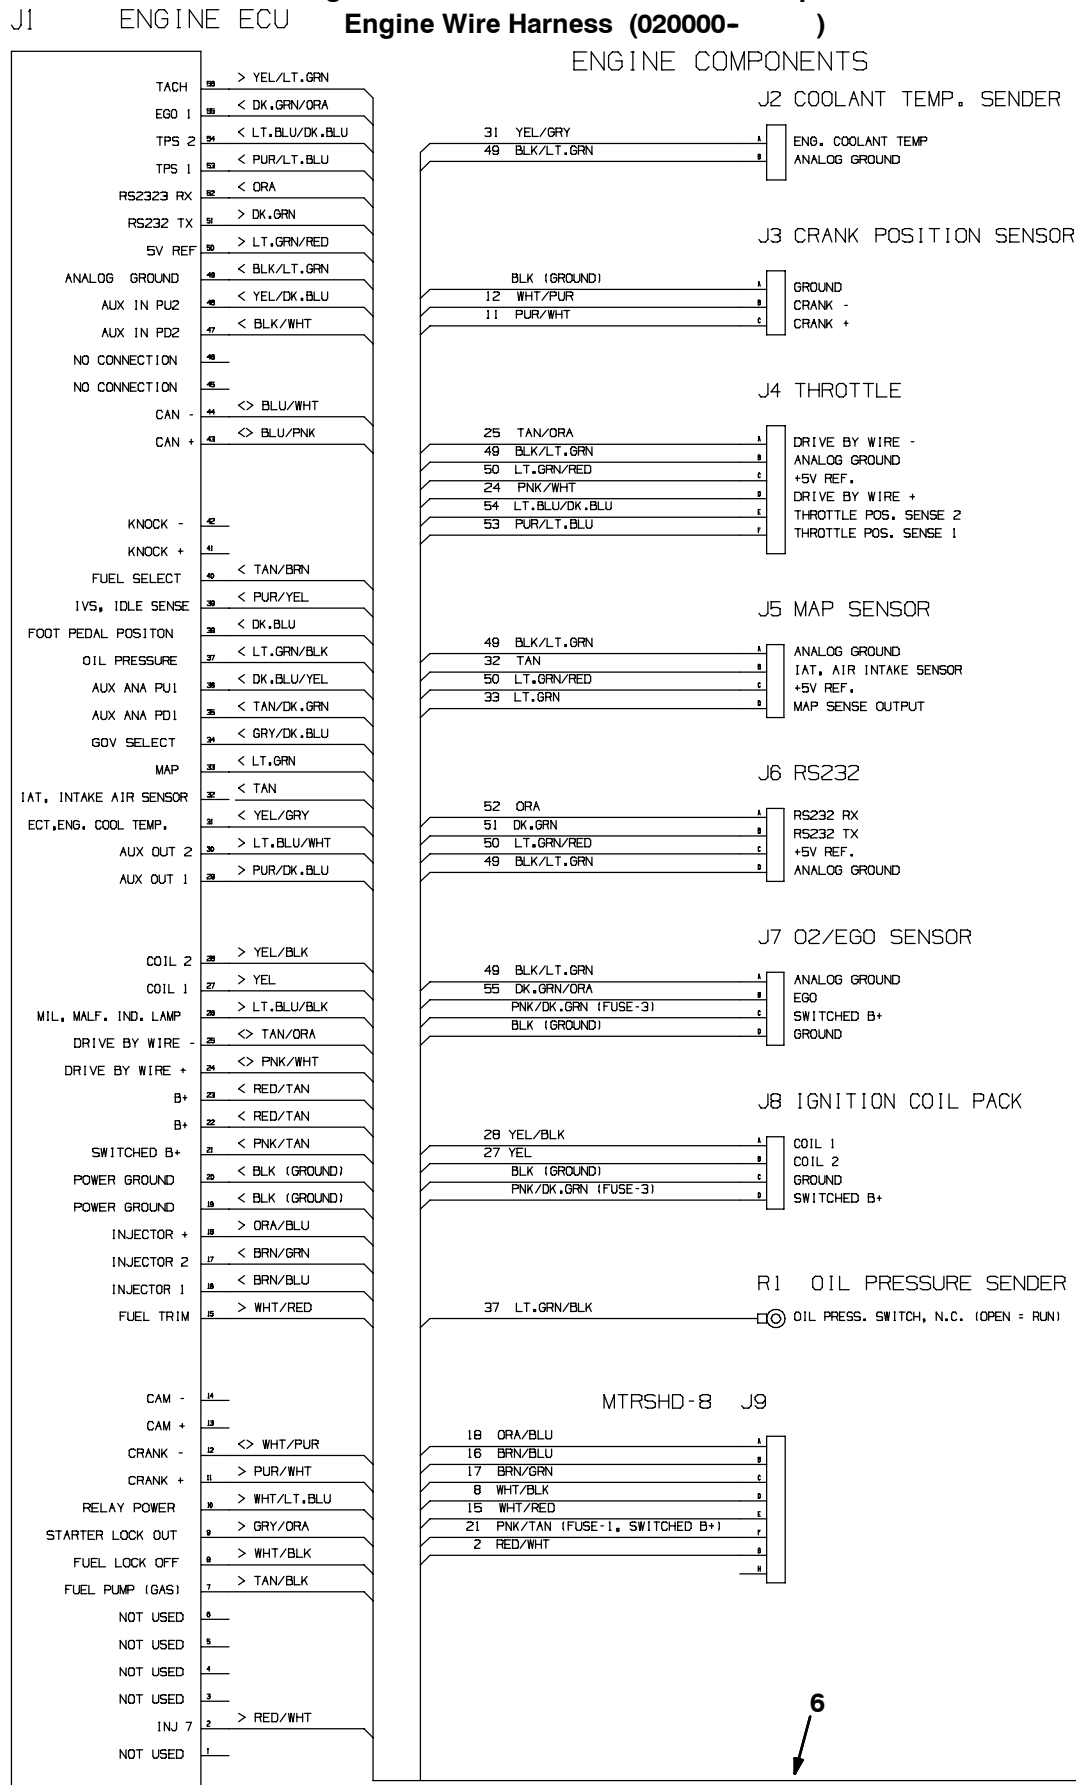 J1 ENGINE ECU
Engine Wire Harness (020000- )
TACH 56 > YEL/LT.GRN
EGO 1 55 < DK.GRN/ORA
TPS 2 54 < LT.BLU/DK.BLU
TPS 1 53 < PUR/LT.BLU
RS2323 RX 52 < ORA
RS232 TX 51 > DK.GRN
5V REF 50 > LT.GRN/RED
ANALOG GROUND 49 < BLK/LT.GRN
AUX IN PU2 48 < YEL/DK.BLU
AUX IN PD2 47 < BLK/WHT
NO CONNECTION 46
NO CONNECTION 45
CAN - 44 <> BLU/WHT
CAN + 43 <> BLU/PNK
KNOCK - 42
KNOCK + 41
FUEL SELECT 40 < TAN/BRN
IVS, IDLE SENSE 39 < PUR/YEL
FOOT PEDAL POSITON 38 < DK.BLU
OIL PRESSURE 37 < LT.GRN/BLK
AUX ANA PU1 36 < DK.BLU/YEL
AUX ANA PD1 35 < TAN/DK.GRN
GOV SELECT 34 < GRY/DK.BLU
MAP 33 < LT.GRN
IAT, INTAKE AIR SENSOR 32 < TAN
ECT,ENG. COOL TEMP. 31 < YEL/GRY
AUX OUT 2 30 > LT.BLU/WHT
AUX OUT 1 29 > PUR/DK.BLU
COIL 2 28 > YEL/BLK
COIL 1 27 > YEL
MIL, MALF. IND. LAMP 26 > LT.BLU/BLK
DRIVE BY WIRE - 25 <> TAN/ORA
DRIVE BY WIRE + 24 <> PNK/WHT
B+ 23 < RED/TAN
B+ 22 < RED/TAN
SWITCHED B+ 21 < PNK/TAN
POWER GROUND 20 < BLK (GROUND)
POWER GROUND 19 < BLK (GROUND)
INJECTOR + 18 > ORA/BLU
INJECTOR 2 17 < BRN/GRN
INJECTOR 1 16 < BRN/BLU
FUEL TRIM 15 > WHT/RED
CAM - 14
CAM + 13
CRANK - 12 <> WHT/PUR
CRANK + 11 > PUR/WHT
RELAY POWER 10 > WHT/LT.BLU
STARTER LOCK OUT 9 > GRY/ORA
FUEL LOCK OFF 8 > WHT/BLK
FUEL PUMP (GAS) 7 > TAN/BLK
NOT USED 6
NOT USED 5
NOT USED 4
NOT USED 3
INJ 7 2 > RED/WHT
NOT USED 1
ENGINE COMPONENTS
J2 COOLANT TEMP. SENDER
31 YEL/GRY A ENG. COOLANT TEMP
49 BLK/LT.GRN B ANALOG GROUND
J3 CRANK POSITION SENSOR
BLK (GROUND) A GROUND
12 WHT/PUR B CRANK -
11 PUR/WHT C CRANK +
J4 THROTTLE
25 TAN/ORA A DRIVE BY WIRE -
49 BLK/LT.GRN B ANALOG GROUND
50 LT.GRN/RED C +5V REF.
24 PNK/WHT D DRIVE BY WIRE +
54 LT.BLU/DK.BLU E THROTTLE POS. SENSE 2
53 PUR/LT.BLU F THROTTLE POS. SENSE 1
J5 MAP SENSOR
49 BLK/LT.GRN A ANALOG GROUND
32 TAN B IAT, AIR INTAKE SENSOR
50 LT.GRN/RED C +5V REF.
33 LT.GRN D MAP SENSE OUTPUT
J6 RS232
52 ORA A RS232 RX
51 DK.GRN B RS232 TX
50 LT.GRN/RED C +5V REF.
49 BLK/LT.GRN D ANALOG GROUND
J7 O2/EGO SENSOR
49 BLK/LT.GRN A ANALOG GROUND
55 DK.GRN/ORA B EGO
PNK/DK.GRN (FUSE-3) C SWITCHED B+
BLK (GROUND) D GROUND
J8 IGNITION COIL PACK
28 YEL/BLK A COIL 1
27 YEL B COIL 2
BLK (GROUND) C GROUND
PNK/DK.GRN (FUSE-3) D SWITCHED B+
R1 OIL PRESSURE SENDER
37 LT.GRN/BLK OIL PRESS. SWITCH, N.C. (OPEN = RUN)
MTRSHD-8 J9
18 ORA/BLU A
16 BRN/BLU B
17 BRN/GRN C
8 WHT/BLK D
15 WHT/RED E
21 PNK/TAN (FUSE-1, SWITCHED B+) F
2 RED/WHT G
H
6